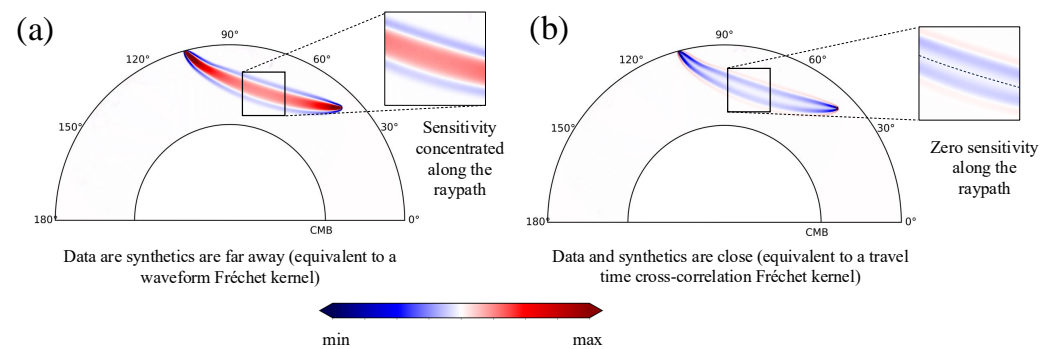 (a)
90°
120°
60°
150°
30°
180°
0°
CMB
Sensitivity
concentrated
along the
raypath
Data are synthetics are far away (equivalent to a
waveform Fréchet kernel)
(b)
90°
120°
60°
150°
30°
180°
0°
CMB
Zero sensitivity
along the
raypath
Data and synthetics are close (equivalent to a travel
time cross-correlation Fréchet kernel)
min
max